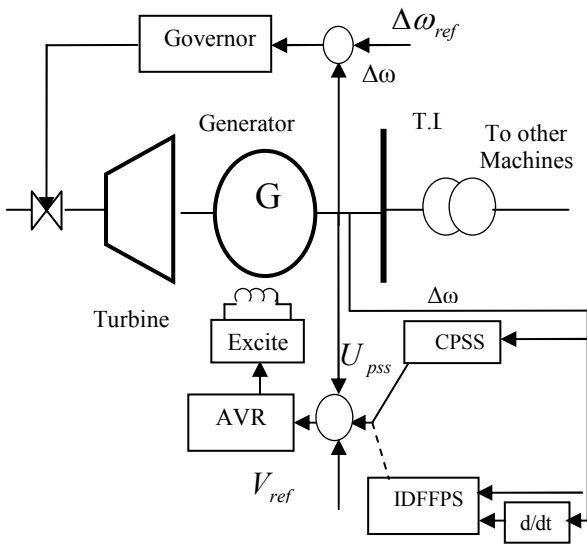 Governor
Δω_ref
Δω
Generator
T.I
To other
Machines
G
Turbine
Δω
Excite
U_pss
CPSS
AVR
V_ref
IDFFPS
d/dt